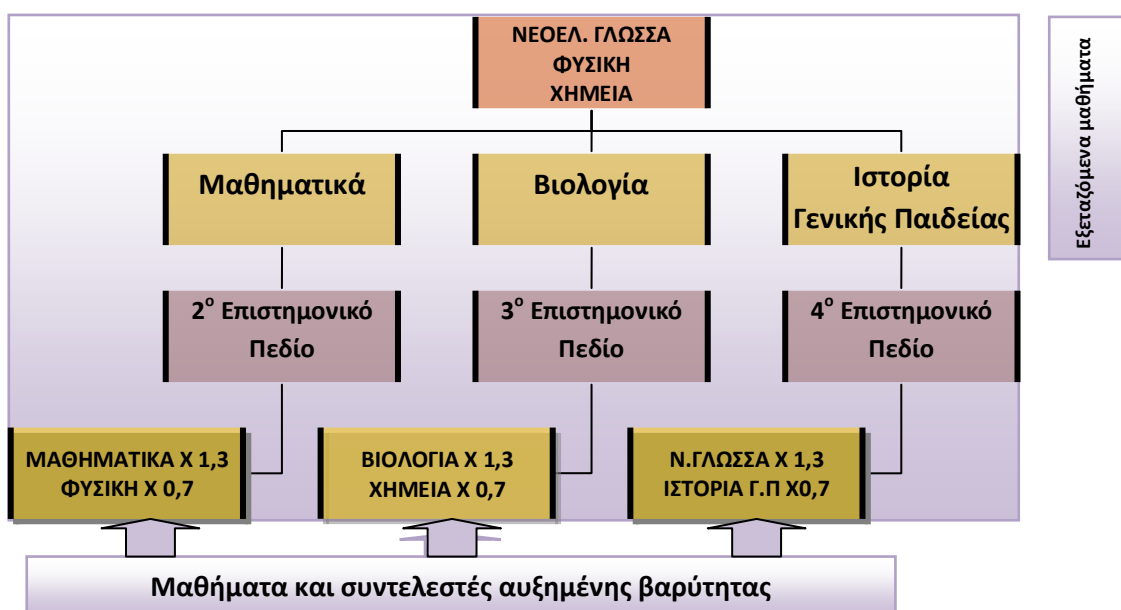 ΝΕΟΕΛ. ΓΛΩΣΣΑ
ΦΥΣΙΚΗ
ΧΗΜΕΙΑ
Εξεταζόμενα μαθήματα
Μαθηματικά
Βιολογία
Ιστορία
Γενικής Παιδείας
2ο Επιστημονικό
Πεδίο
3ο Επιστημονικό
Πεδίο
4ο Επιστημονικό
Πεδίο
ΜΑΘΗΜΑΤΙΚΑ Χ 1,3
ΦΥΣΙΚΗ Χ 0,7
ΒΙΟΛΟΓΙΑ Χ 1,3
ΧΗΜΕΙΑ Χ 0,7
Ν.ΓΛΩΣΣΑ Χ 1,3
ΙΣΤΟΡΙΑ Γ.Π Χ0,7
Μαθήματα και συντελεστές αυξημένης βαρύτητας